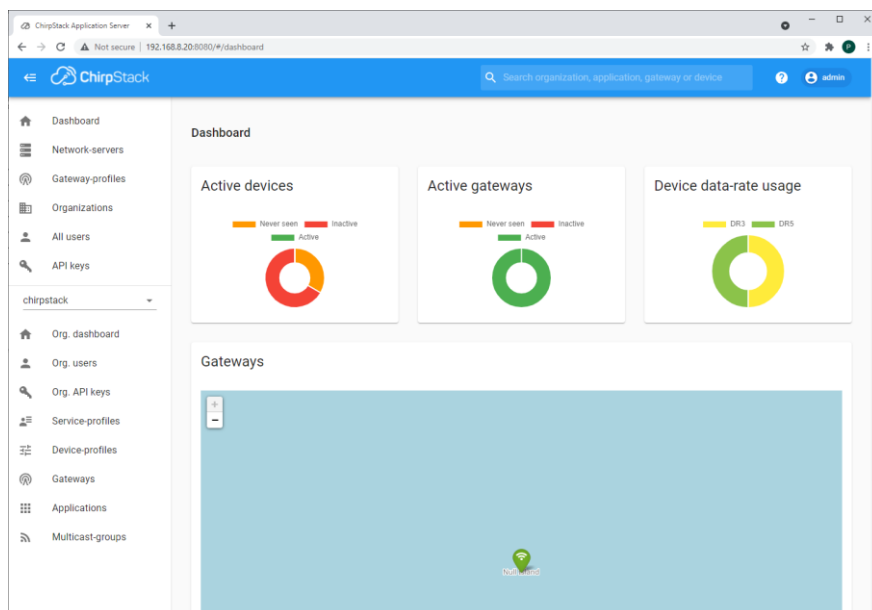 ChirpStack Application Server
Not secure | 192.168.8.20:8080/#/dashboard
P
ChirpStack
Search organization, application, gateway or device
?
admin
Dashboard
Network-servers
Gateway-profiles
Organizations
All users
API keys
chirpstack
Org. dashboard
Org. users
Org. API keys
Service-profiles
Device-profiles
Gateways
Applications
Multicast-groups
Dashboard
Active devices
Never seen Inactive
Active
Active gateways
Never seen Inactive
Active
Device data-rate usage
DR3 DR5
Gateways
+
−
Null Island